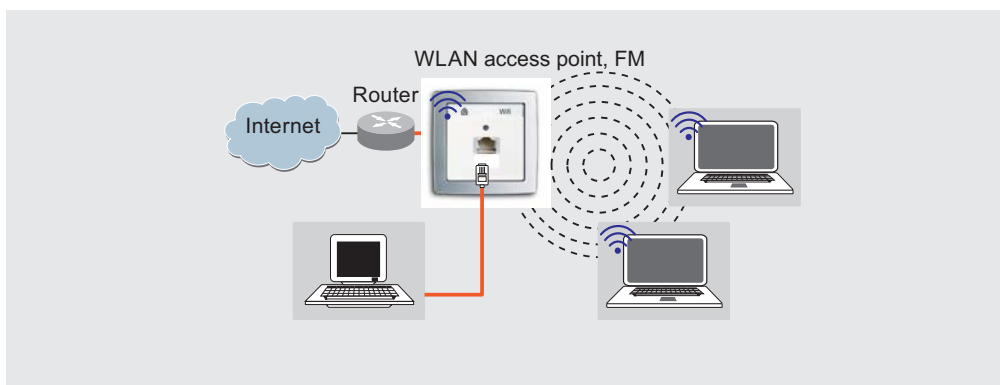 WLAN access point, FM
Router
Internet
Wifi